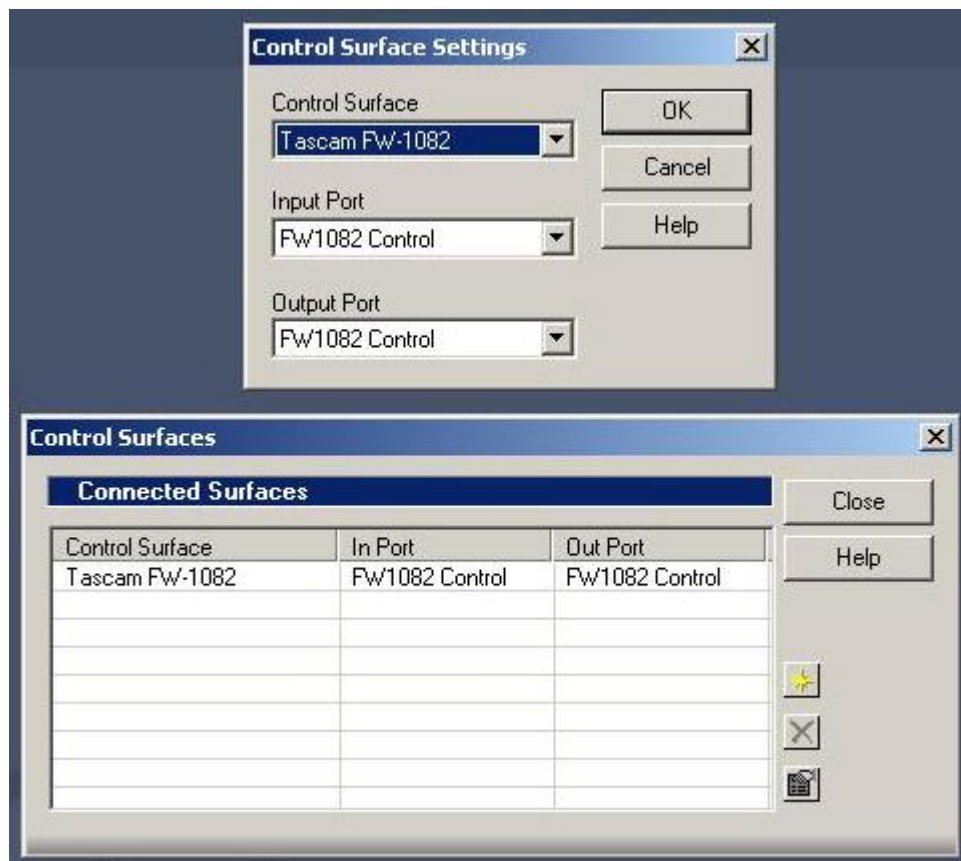 Control Surface Settings
Control Surface
Tascam FW-1082
OK
Cancel
Input Port
FW1082 Control
Help
Output Port
FW1082 Control
Control Surfaces
Connected Surfaces
Close
Control Surface In Port Out Port
Help
Tascam FW-1082 FW1082 Control FW1082 Control